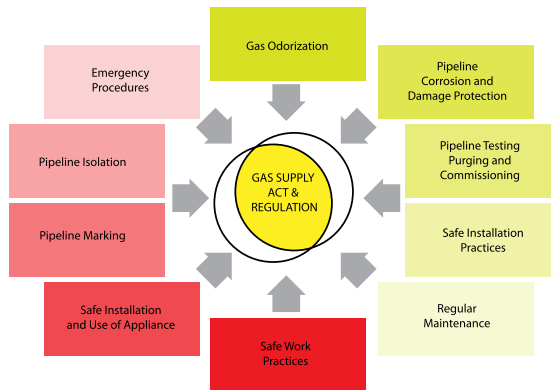 Gas Odorization
Emergency
Procedures
Pipeline
Corrosion and
Damage Protection
Pipeline Isolation
Pipeline Testing
Purging and
Commissioning
GAS SUPPLY
ACT &
REGULATION
Pipeline Marking
Safe Installation
Practices
Safe Installation
and Use of Appliance
Regular
Maintenance
Safe Work
Practices